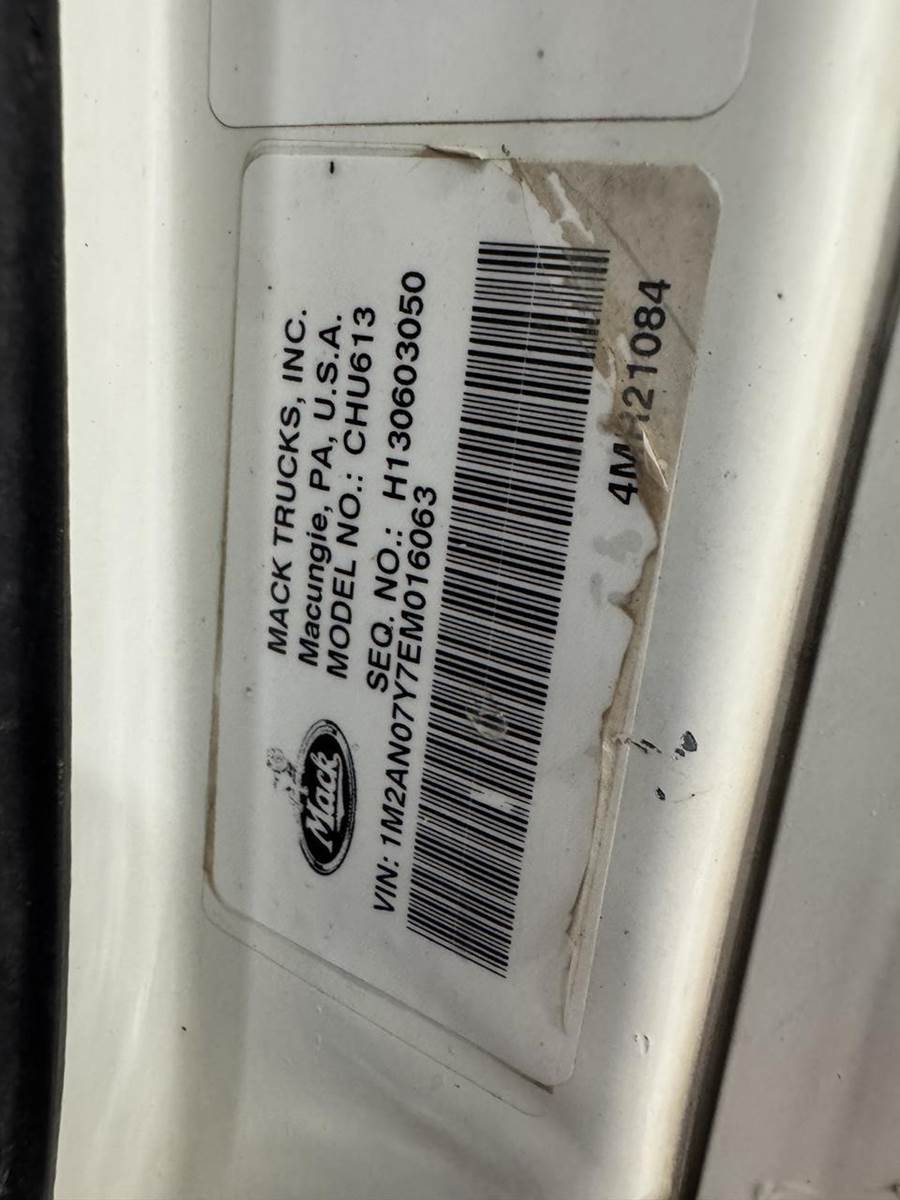 MACK TRUCKS, INC.
Macungie, PA, U.S.A.
MODEL NO.: CHU613
SEQ. NO.: H130603050
Mack
VIN: 1M2AN07Y7EM016063